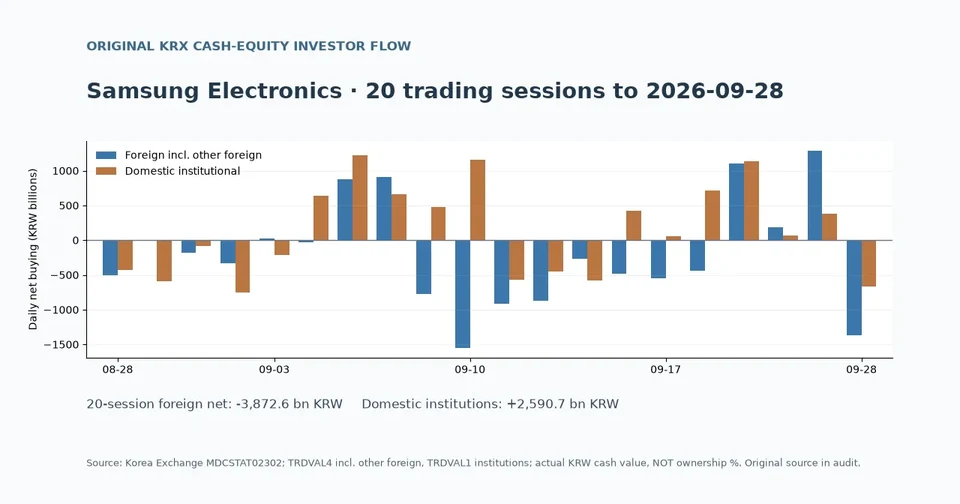 ORIGINAL KRX CASH-EQUITY INVESTOR FLOW
Samsung Electronics · 20 trading sessions to 2026-09-28
Foreign incl. other foreign
Domestic institutional
Daily net buying (KRW billions)
1000
500
0
−500
−1000
−1500
08-28 09-03 09-10 09-17 09-28
20-session foreign net: -3,872.6 bn KRW Domestic institutions: +2,590.7 bn KRW
Source: Korea Exchange MDCSTAT02302; TRDVAL4 incl. other foreign, TRDVAL1 institutions; actual KRW cash value, NOT ownership %. Original source in audit.